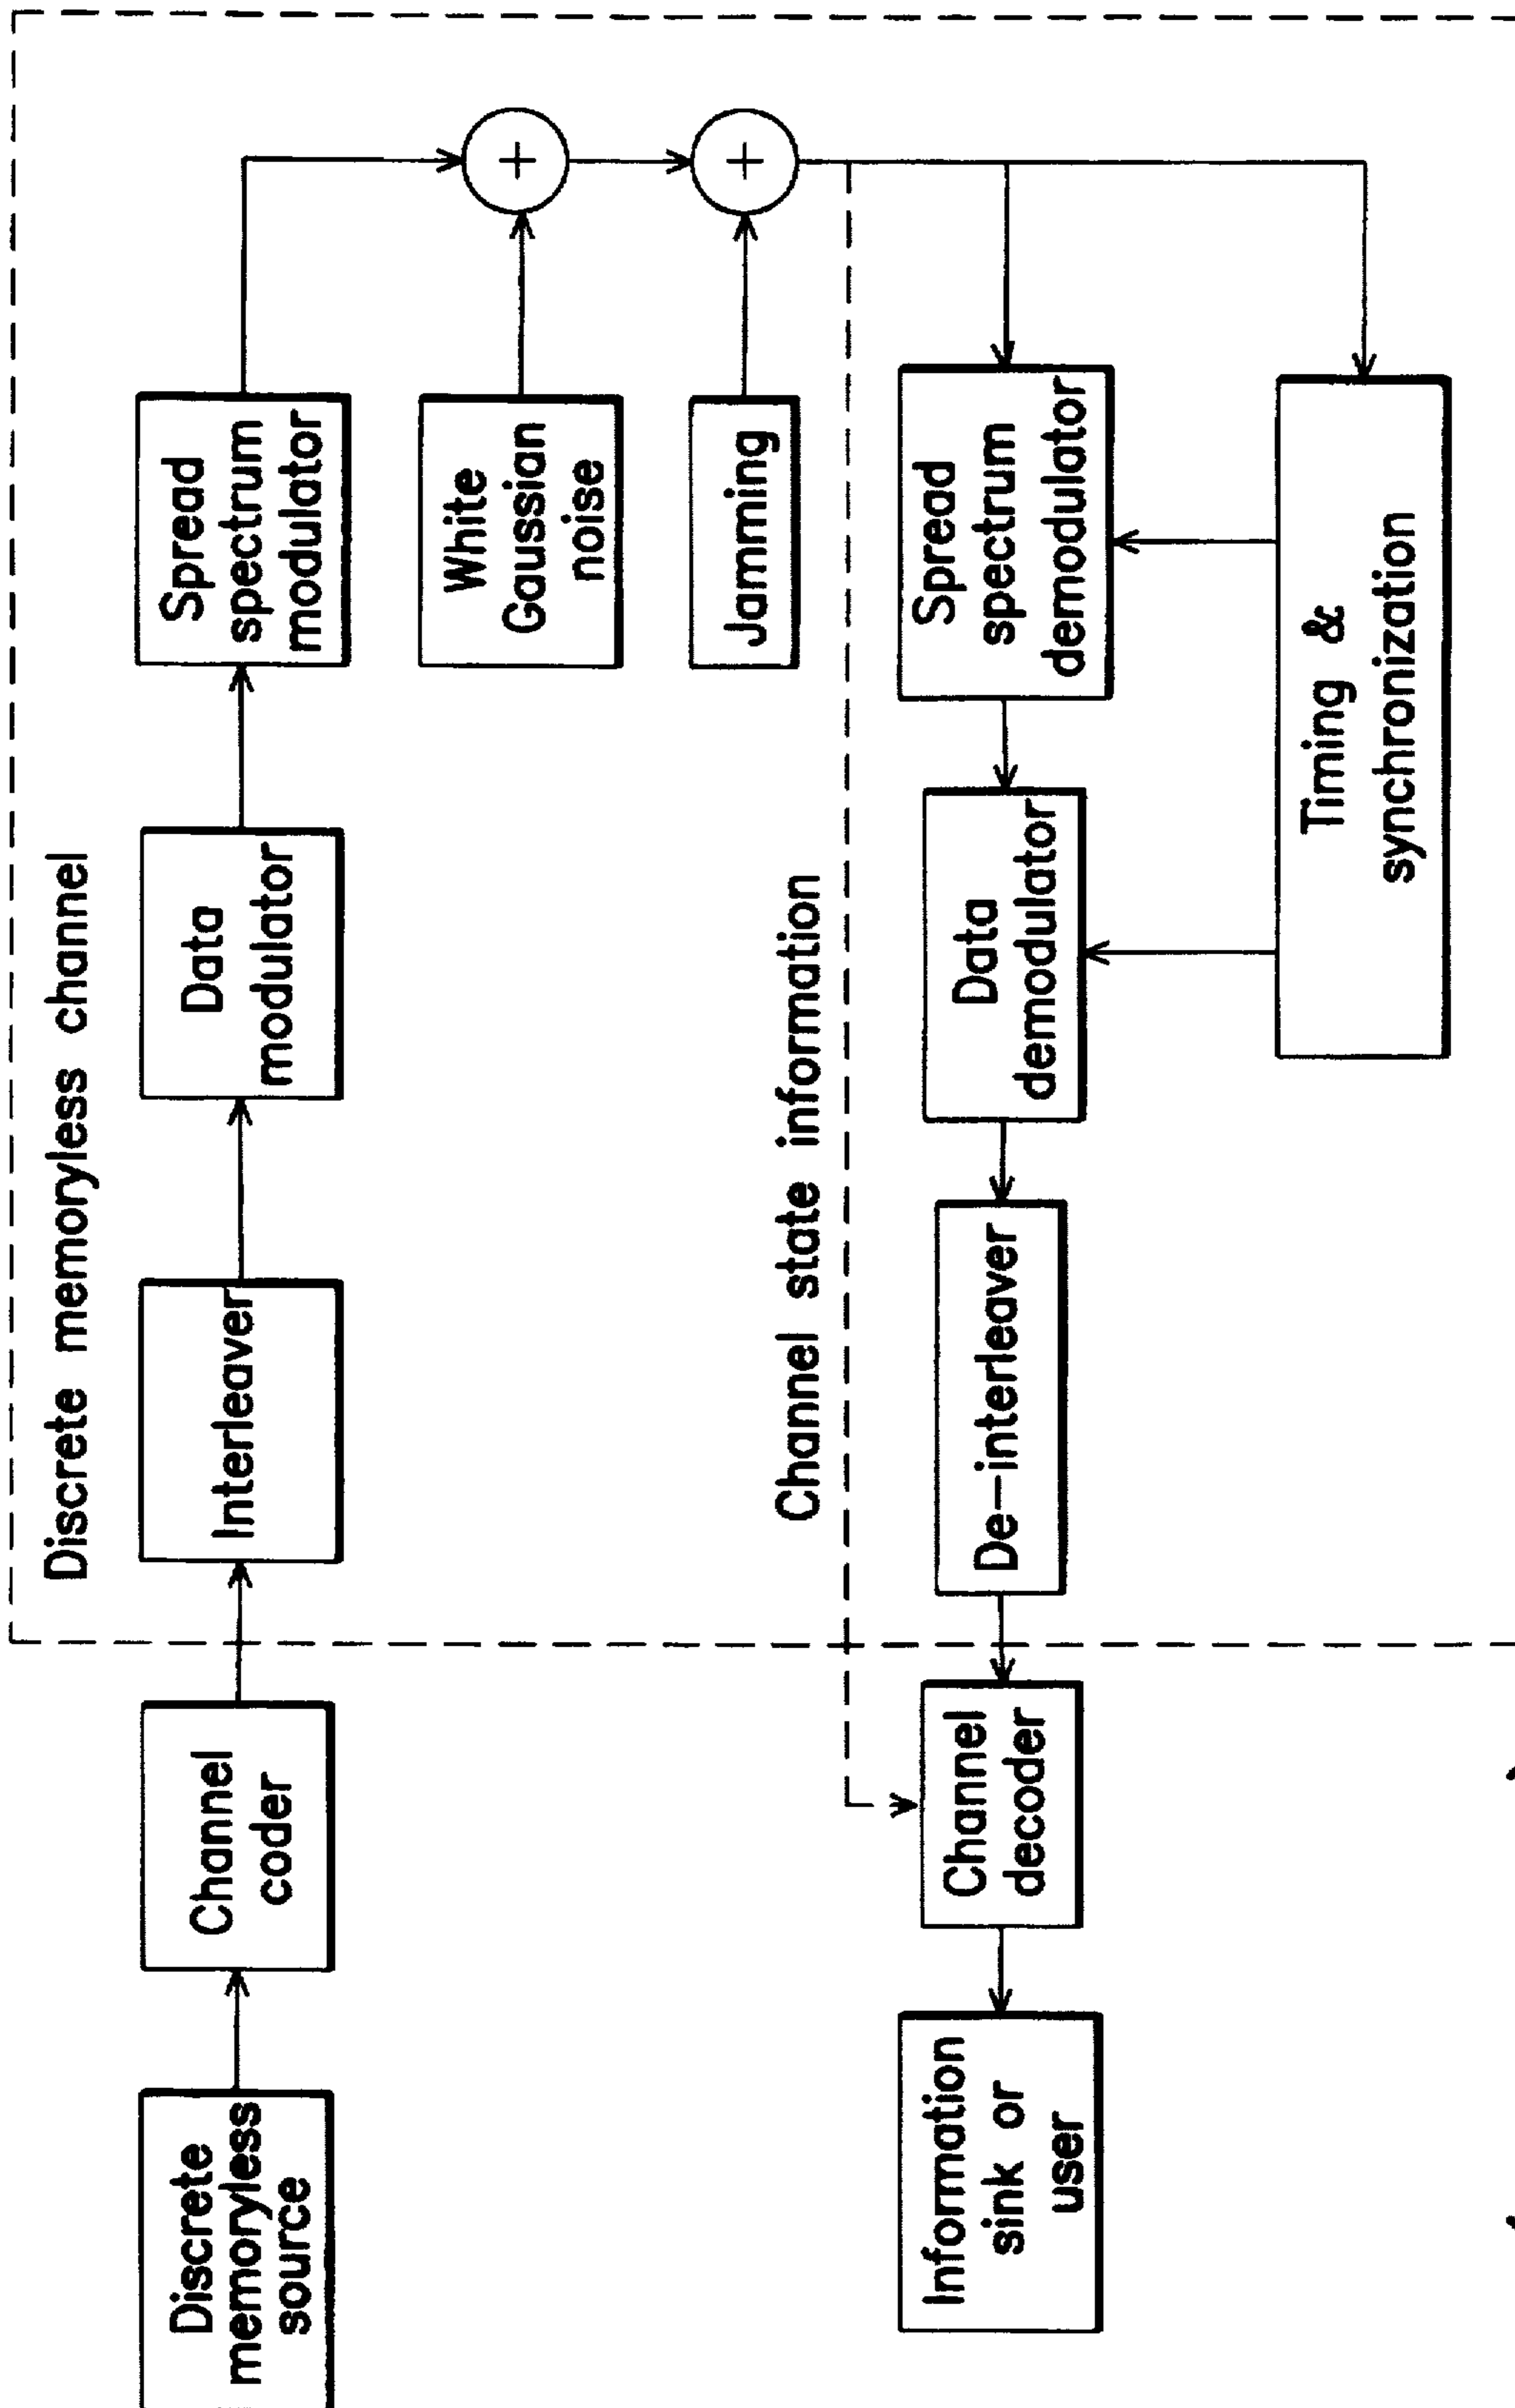 Discrete memoryless channel
Discrete
memoryless
source
Channel
coder
Interleaver
Data
modulator
Spread
spectrum
modulator
+
White
Gaussian
noise
+
Jamming
Channel state information
Information
sink or
user
Channel
decoder
De-interleaver
Data
demodulator
Spread
spectrum
demodulator
Timing &
synchronization